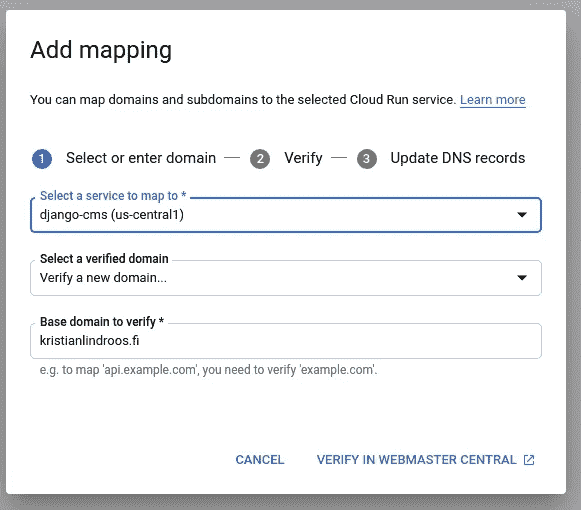 Add mapping
You can map domains and subdomains to the selected Cloud Run service. Learn more
1 Select or enter domain — 2 Verify — 3 Update DNS records
Select a service to map to *
django-cms (us-central1)
Select a verified domain
Verify a new domain...
Base domain to verify *
kristianlindroos.fi
e.g. to map 'api.example.com', you need to verify 'example.com'.
CANCEL VERIFY IN WEBMASTER CENTRAL